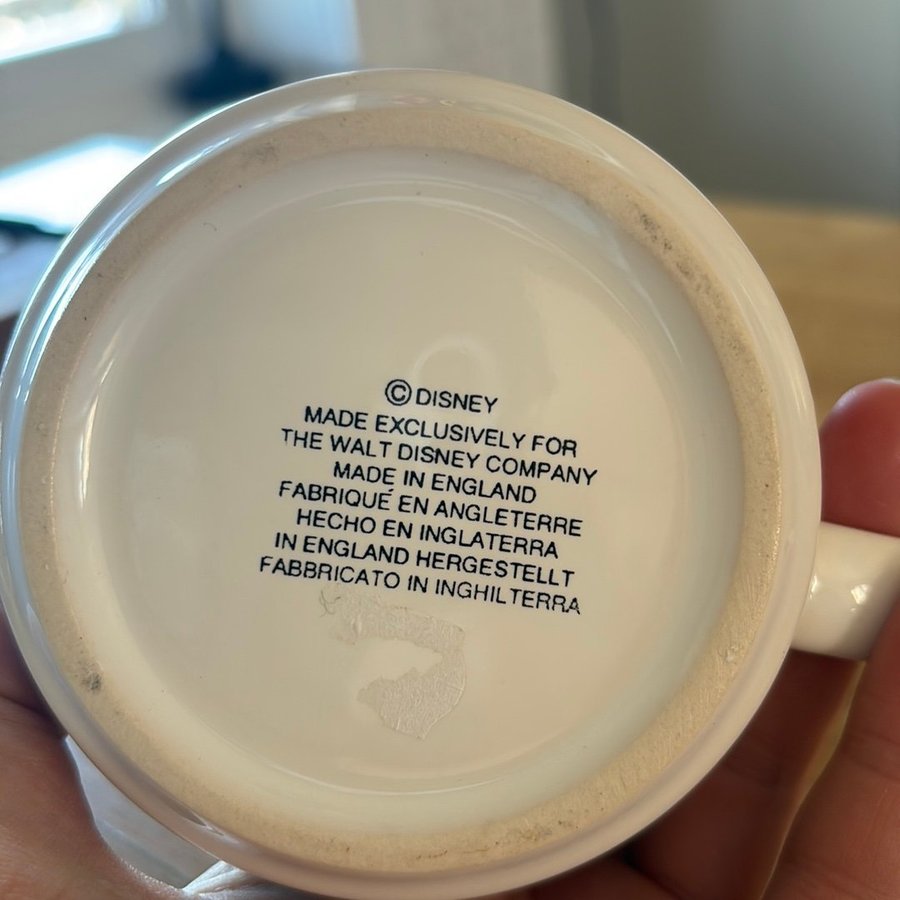 © DISNEY
MADE EXCLUSIVELY FOR
THE WALT DISNEY COMPANY
MADE IN ENGLAND
FABRIQUÉ EN ANGLETERRE
HECHO EN INGLATERRA
IN ENGLAND HERGESTELLT
FABBRICATO IN INGHILTERRA